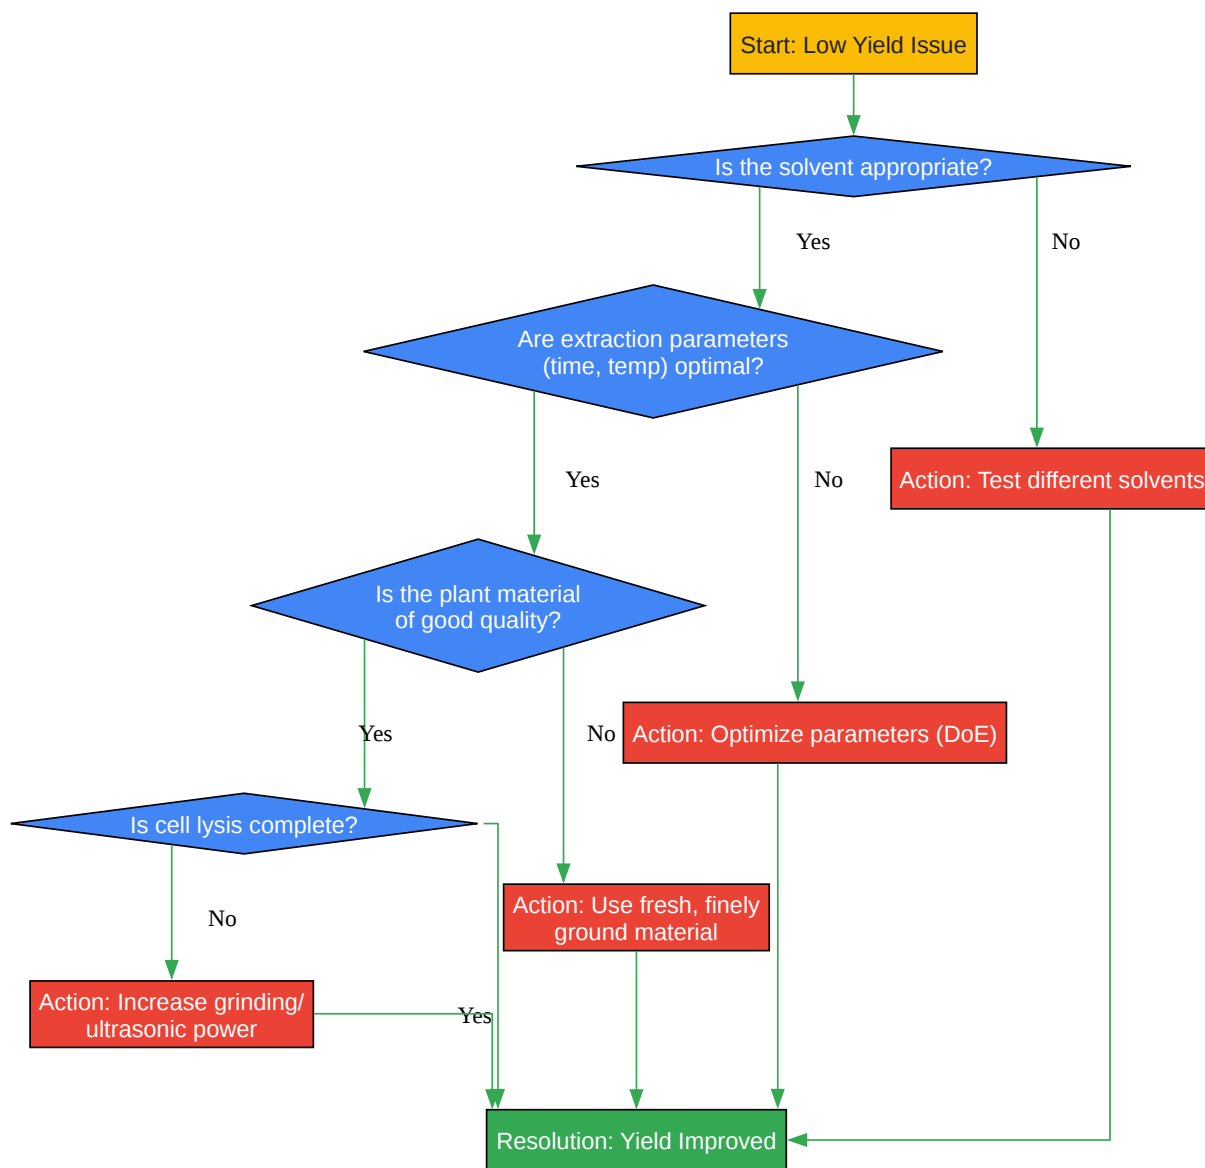 Start: Low Yield Issue
Is the solvent appropriate?
Yes
No
Are extraction parameters
(time, temp) optimal?
Yes
No
Action: Test different solvents
Is the plant material
of good quality?
Yes
No
Action: Optimize parameters (DoE)
Is cell lysis complete?
No
Action: Use fresh, finely
ground material
Action: Increase grinding/
ultrasonic power
Yes
Resolution: Yield Improved